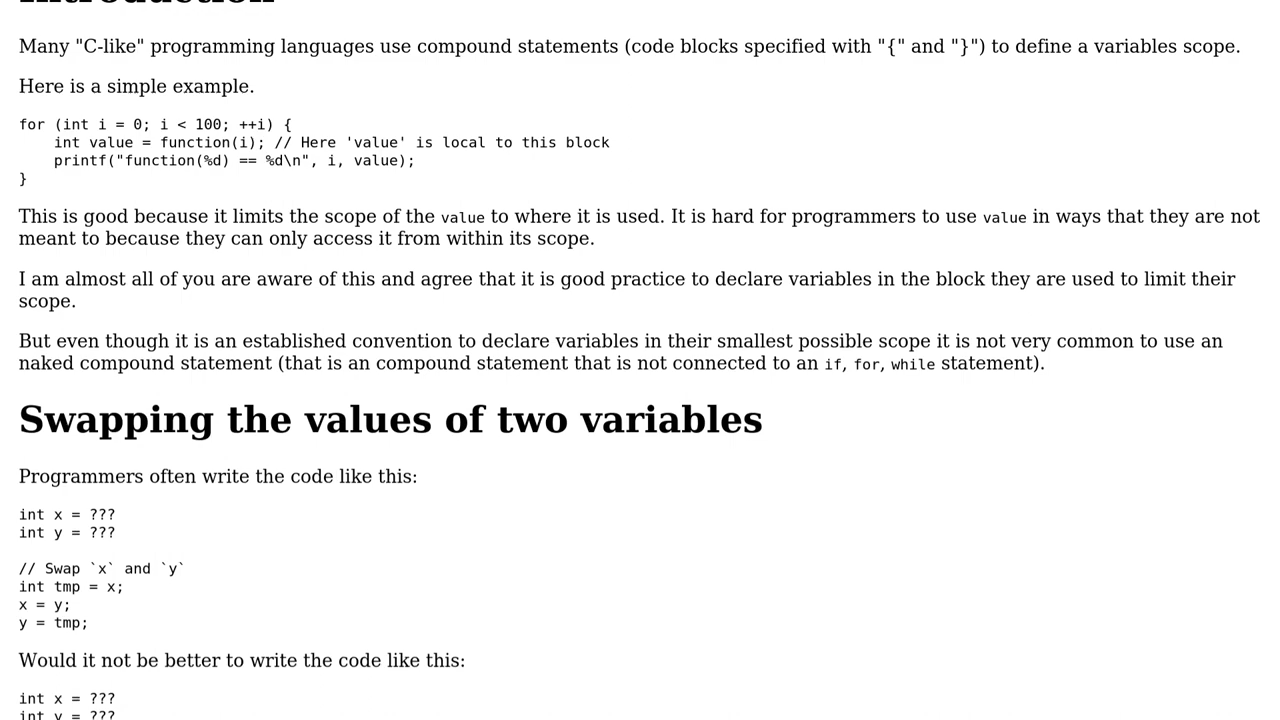 Introduction
Many "C-like" programming languages use compound statements (code blocks specified with "{" and "}") to define a variables scope.
Here is a simple example.
for (int i = 0; i < 100; ++i) {
    int value = function(i); // Here 'value' is local to this block
    printf("function(%d) == %d\n", i, value);
}
This is good because it limits the scope of the value to where it is used. It is hard for programmers to use value in ways that they are not
meant to because they can only access it from within its scope.
I am almost all of you are aware of this and agree that it is good practice to declare variables in the block they are used to limit their
scope.
But even though it is an established convention to declare variables in their smallest possible scope it is not very common to use an
naked compound statement (that is an compound statement that is not connected to an if, for, while statement).
Swapping the values of two variables
Programmers often write the code like this:
int x = ???
int y = ???
// Swap `x` and `y`
int tmp = x;
x = y;
y = tmp;
Would it not be better to write the code like this:
int x = ???
int y = ???